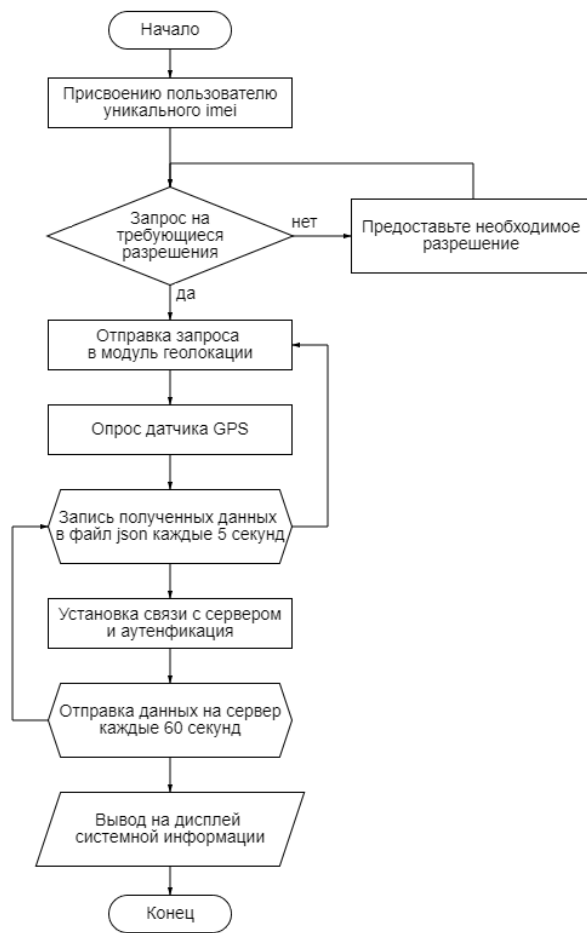 Начало
Присвоению пользователю
уникального imei
Запрос на
требующиеся
разрешения
нет
Предоставьте необходимое
разрешение
да
Отправка запроса
в модуль геолокации
Опрос датчика GPS
Запись полученных данных
в файл json каждые 5 секунд
Установка связи с сервером
и аутенфикация
Отправка данных на сервер
каждые 60 секунд
Вывод на дисплей
системной информации
Конец